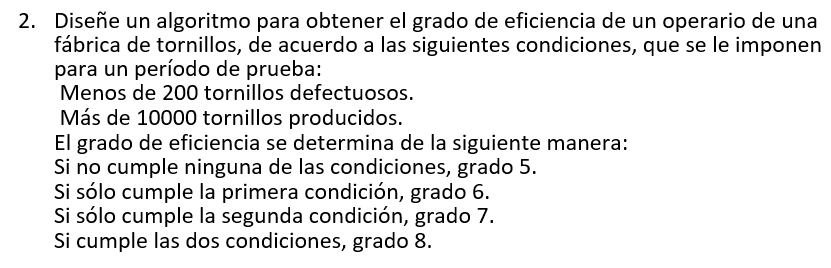 2. Diseñe un algoritmo para obtener el grado de eficiencia de un operario de una
fábrica de tornillos, de acuerdo a las siguientes condiciones, que se le imponen
para un período de prueba:
Menos de 200 tornillos defectuosos.
Más de 10000 tornillos producidos.
El grado de eficiencia se determina de la siguiente manera:
Si no cumple ninguna de las condiciones, grado 5.
Si sólo cumple la primera condición, grado 6.
Si sólo cumple la segunda condición, grado 7.
Si cumple las dos condiciones, grado 8.